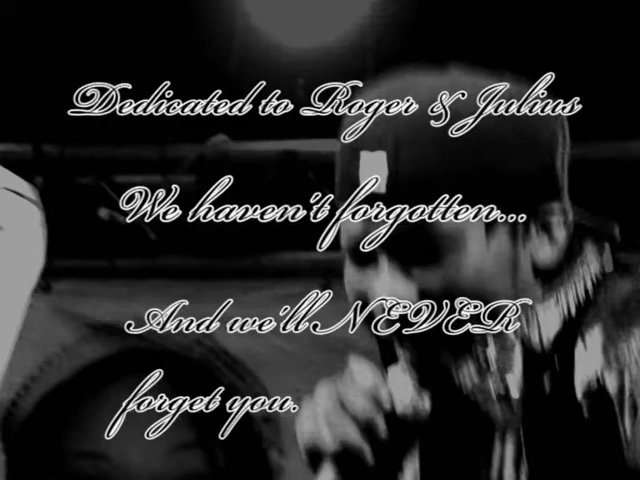 Dedicated to Roger & Julius
We haven't forgotten...
And we'll NEVER
forget you.